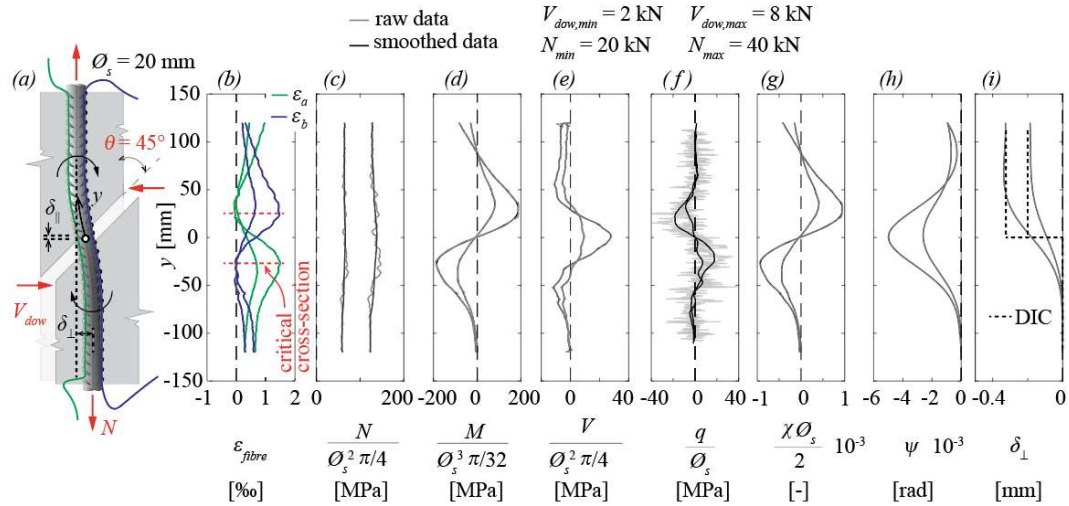 raw data
smoothed data
V_dow,min = 2 kN V_dow,max = 8 kN
N_min = 20 kN N_max = 40 kN
(a) Ø_s = 20 mm (b) (c) (d) (e) (f) (g) (h) (i)
ε_a
ε_b
θ = 45°
y
δ_∥
V_dow
δ_⊥
N
y [mm]
150
100
50
0
-50
-100
-150
critical
cross-section
DIC
-1 0 1 2 0 200 -200 0 200 0 40 -40 0 40 -1 0 1 -6 -4 -2 0 -0.4 0
ε_fibre [‰]
N / Ø_s² π/4 [MPa]
M / Ø_s³ π/32 [MPa]
V / Ø_s² π/4 [MPa]
q / Ø_s [MPa]
χ Ø_s / 2 10⁻³ [-]
ψ 10⁻³ [rad]
δ_⊥ [mm]